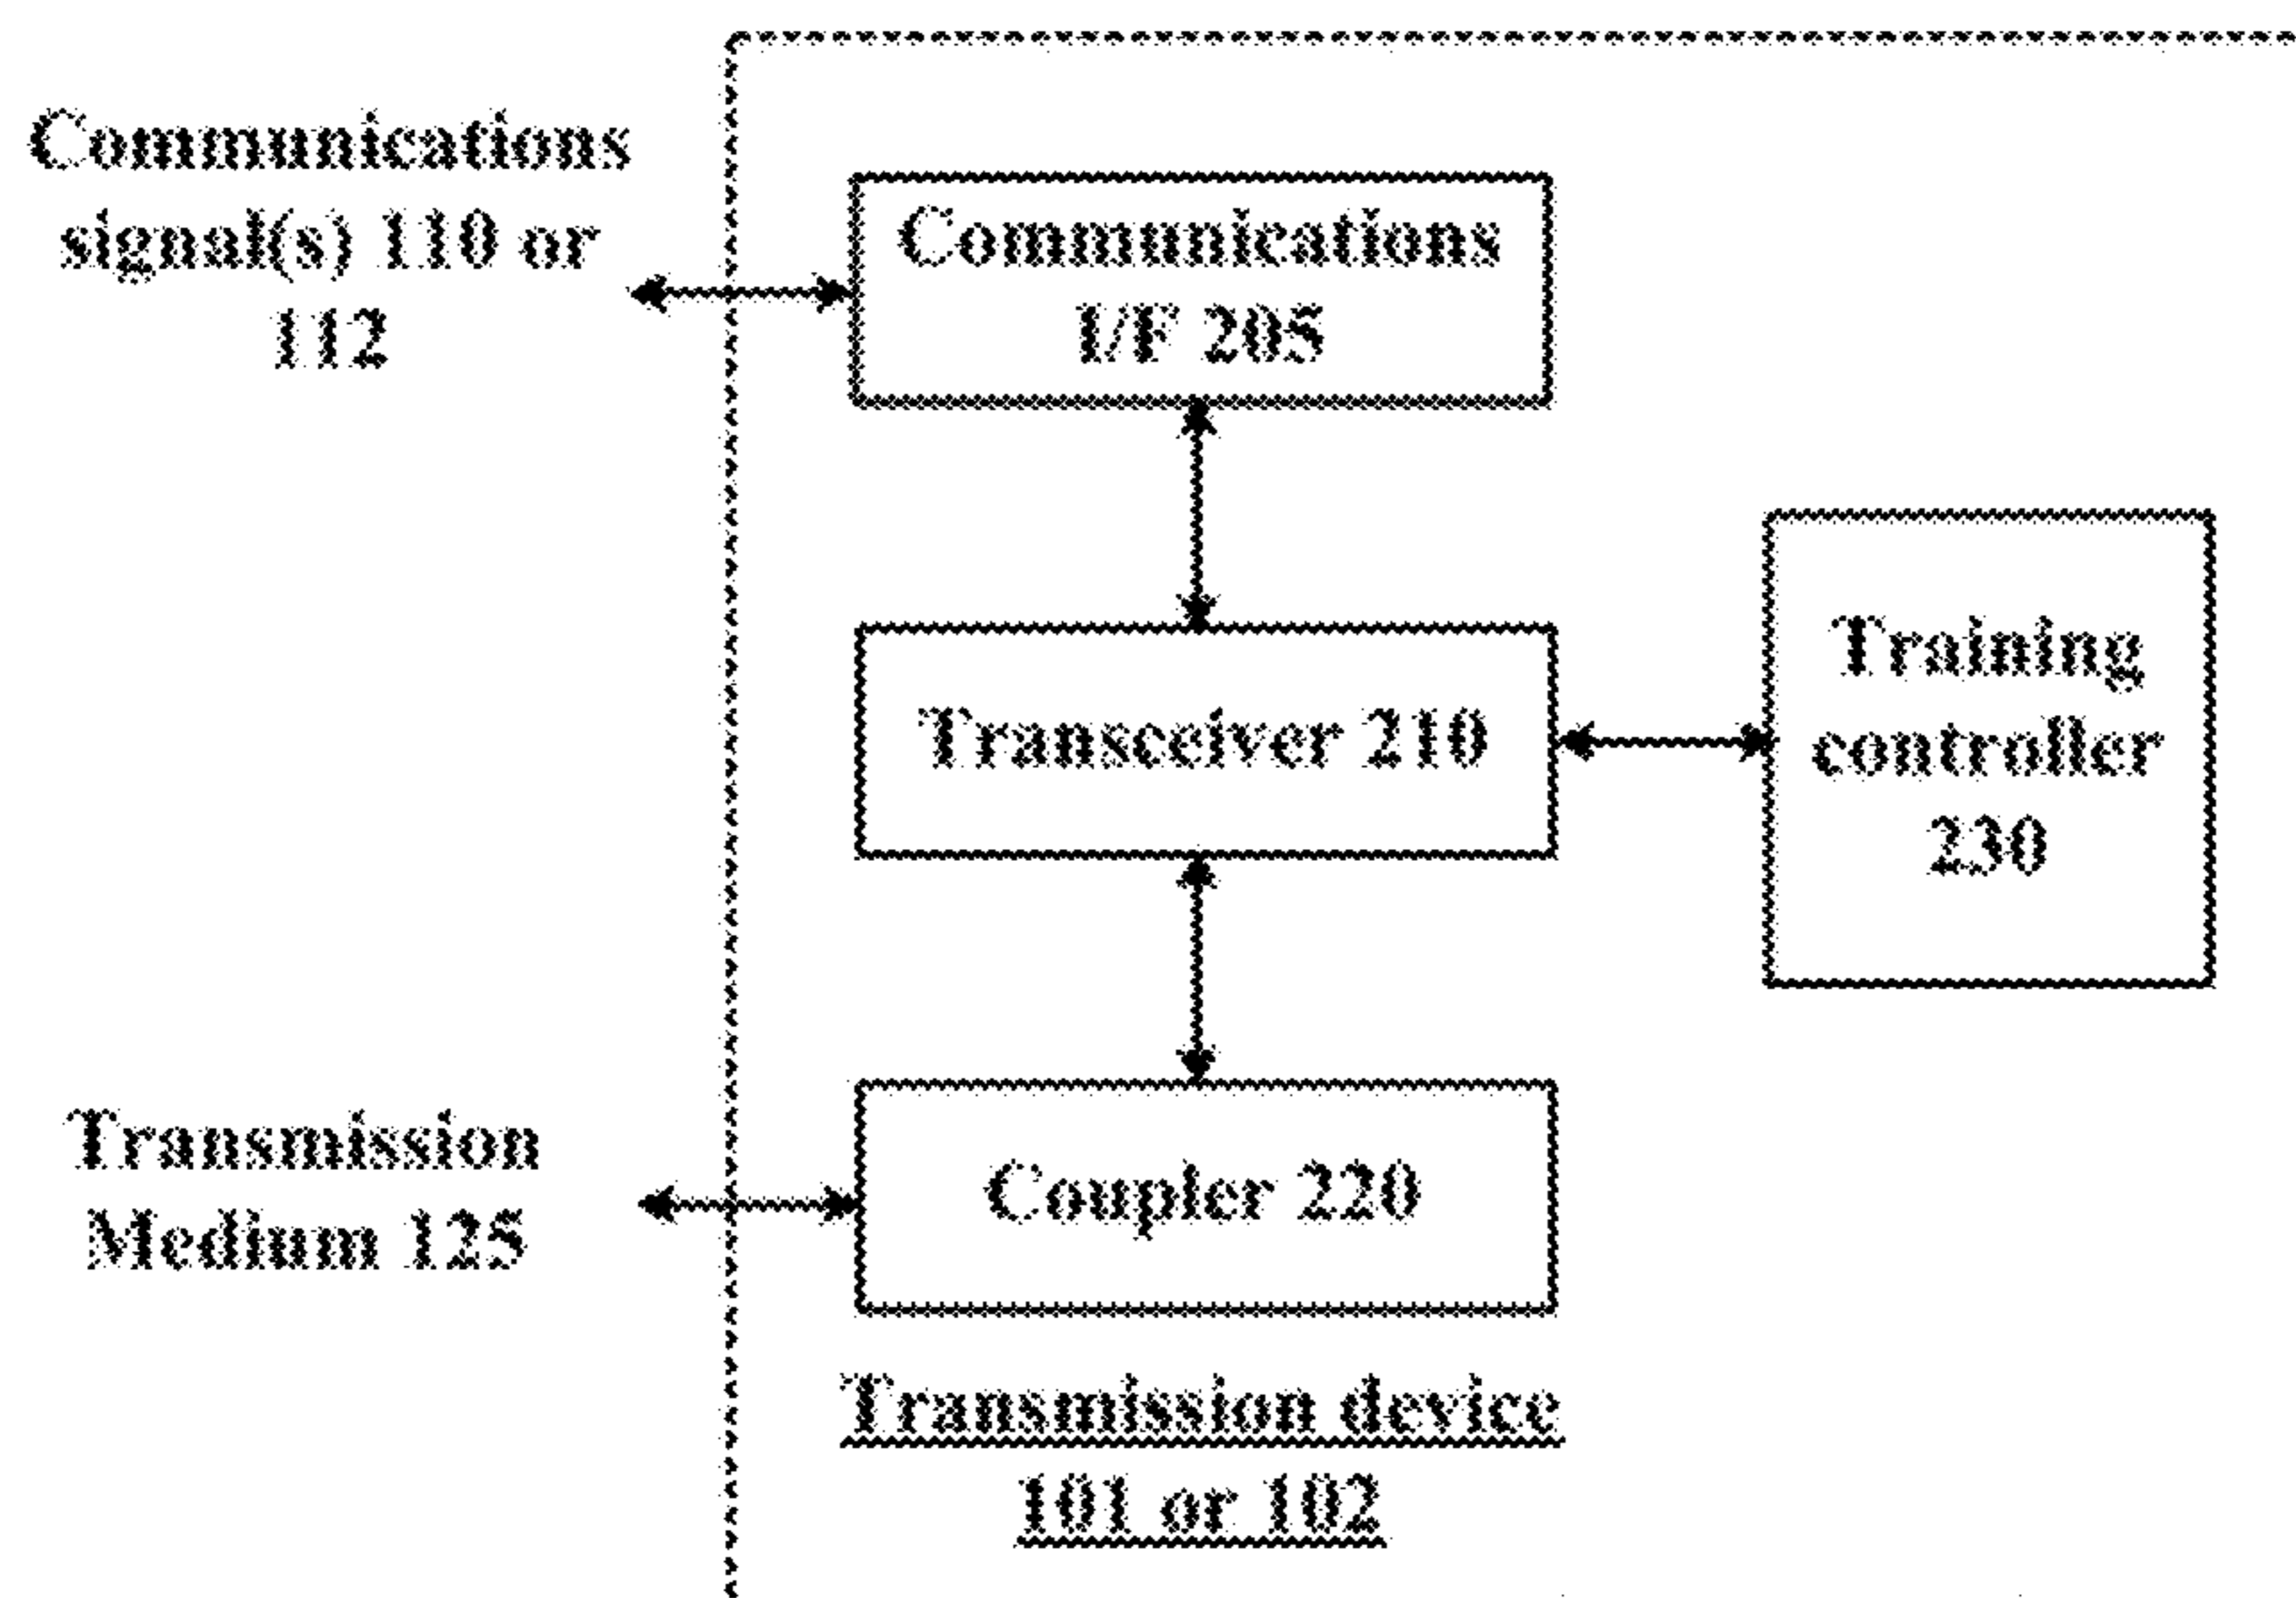 Communications
signal(s) 110 or
112
Communications
I/F 205
Transceiver 210
Training
controller
230
Coupler 220
Transmission
Medium 125
Transmission device
101 or 102